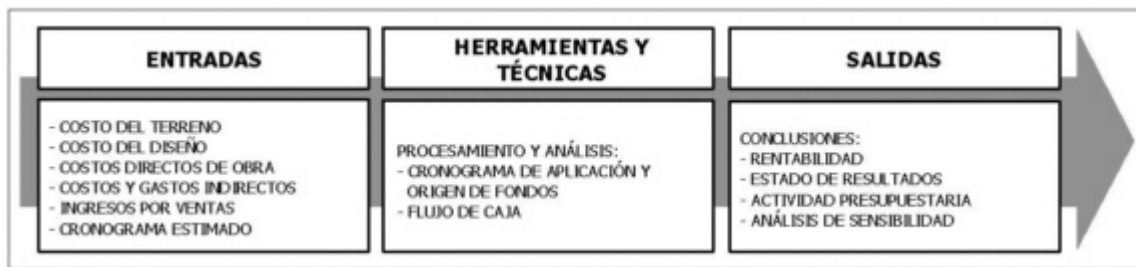 ENTRADAS
- COSTO DEL TERRENO
- COSTO DEL DISEÑO
- COSTOS DIRECTOS DE OBRA
- COSTOS Y GASTOS INDIRECTOS
- INGRESOS POR VENTAS
- CRONOGRAMA ESTIMADO
HERRAMIENTAS Y
TÉCNICAS
PROCESAMIENTO Y ANÁLISIS:
- CRONOGRAMA DE APLICACIÓN Y
ORIGEN DE FONDOS
- FLUJO DE CAJA
SALIDAS
CONCLUSIONES:
- RENTABILIDAD
- ESTADO DE RESULTADOS
- ACTIVIDAD PRESUPUESTARIA
- ANÁLISIS DE SENSIBILIDAD